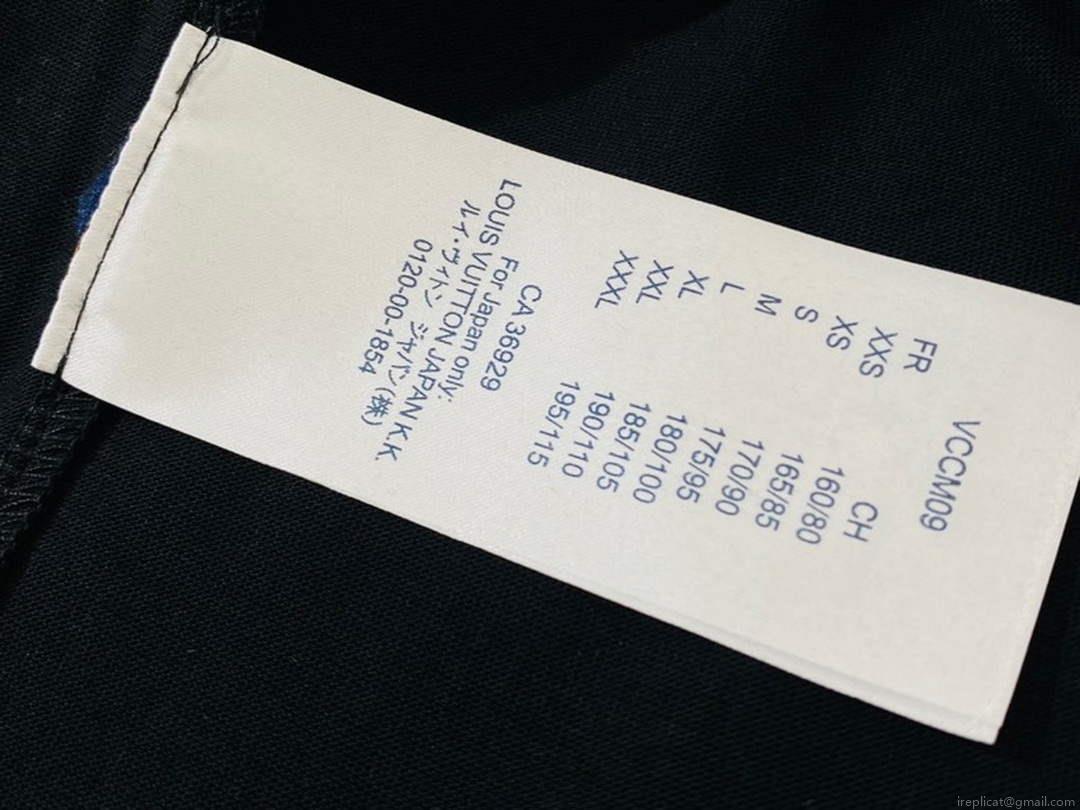 VCCM09
FR CH
XXS 160/80
XS 165/85
S 170/90
M 175/95
L 180/100
XL 185/105
XXL 190/110
XXXL 195/115
CA 36929
For Japan only:
LOUIS VUITTON JAPAN K.K.
ルイ・ヴィトン ジャパン(株)
0120-00-1854
ireplicat@gmail.com